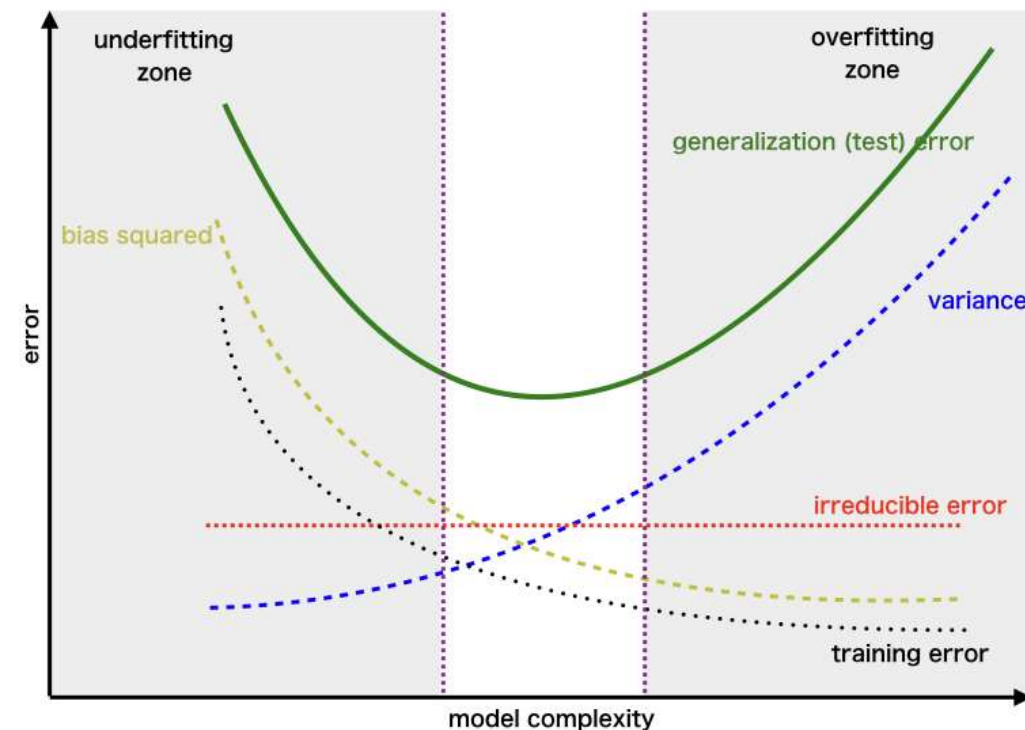 underfitting
zone
overfitting
zone
generalization (test) error
bias squared
variance
error
irreducible error
training error
model complexity